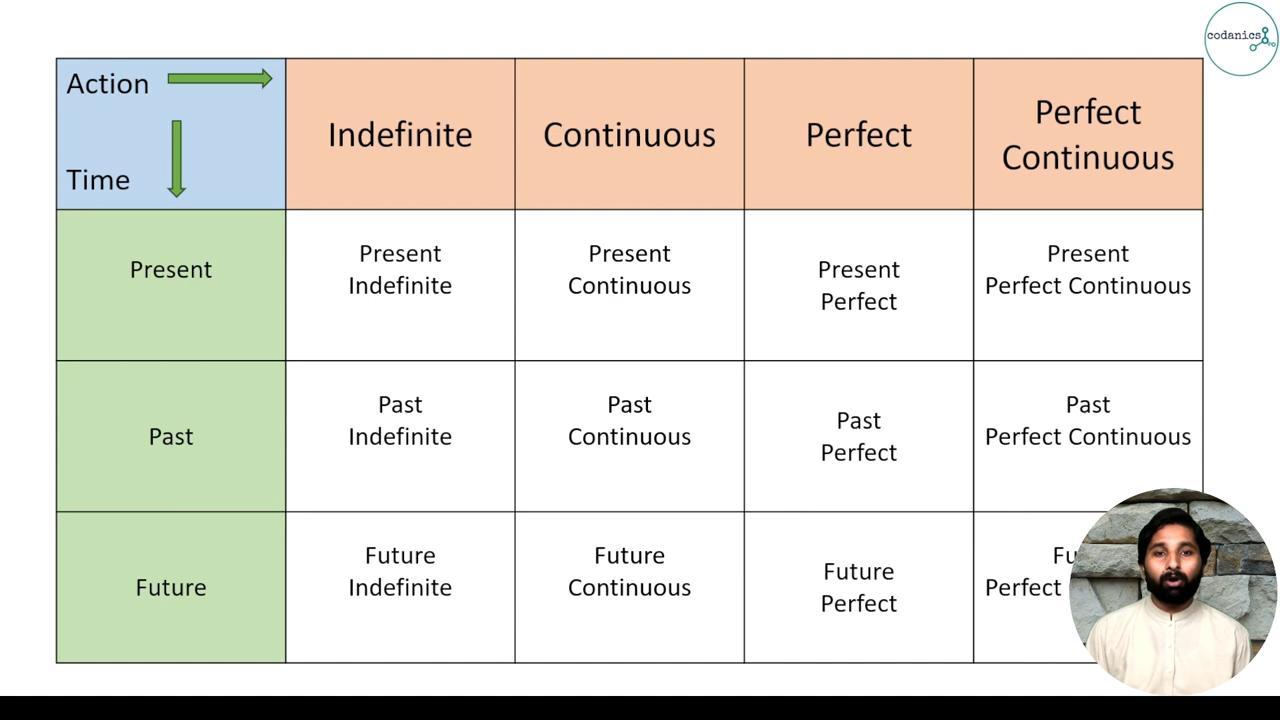 codanics
Action
Time
Indefinite
Continuous
Perfect
Perfect
Continuous
Present
Present
Indefinite
Present
Continuous
Present
Perfect
Present
Perfect Continuous
Past
Past
Indefinite
Past
Continuous
Past
Perfect
Past
Perfect Continuous
Future
Future
Indefinite
Future
Continuous
Future
Perfect
Fu
Perfect